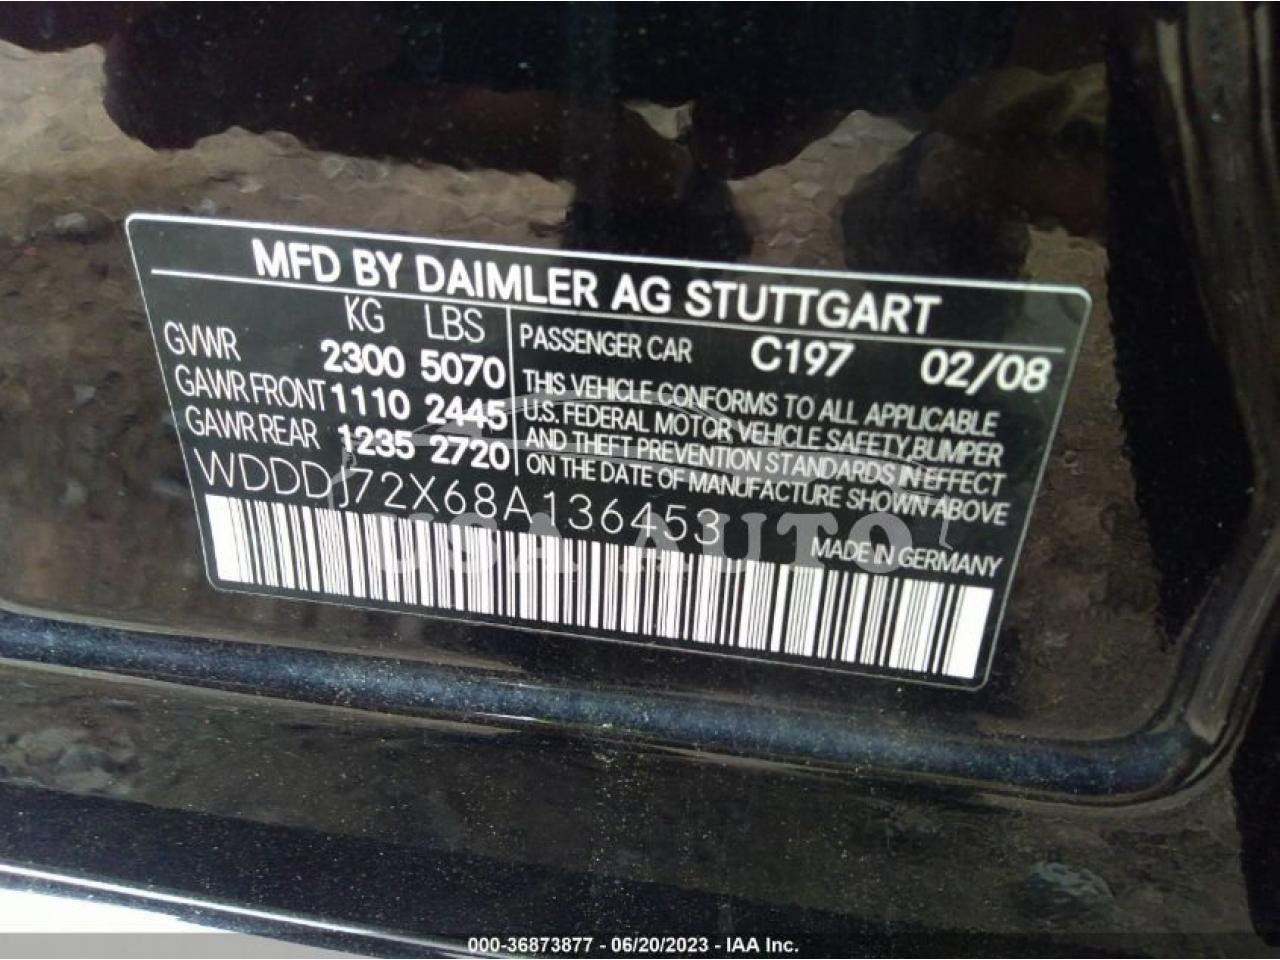 MFD BY DAIMLER AG STUTTGART
KG LBS
GVWR 2300 5070
GAWR FRONT 1110 2445
GAWR REAR 1235 2720
PASSENGER CAR C197 02/08
THIS VEHICLE CONFORMS TO ALL APPLICABLE
U.S. FEDERAL MOTOR VEHICLE SAFETY, BUMPER
AND THEFT PREVENTION STANDARDS IN EFFECT
ON THE DATE OF MANUFACTURE SHOWN ABOVE
WDDDJ72X68A136453
MADE IN GERMANY
USA AUTO
000-36873877 - 06/20/2023 - IAA Inc.